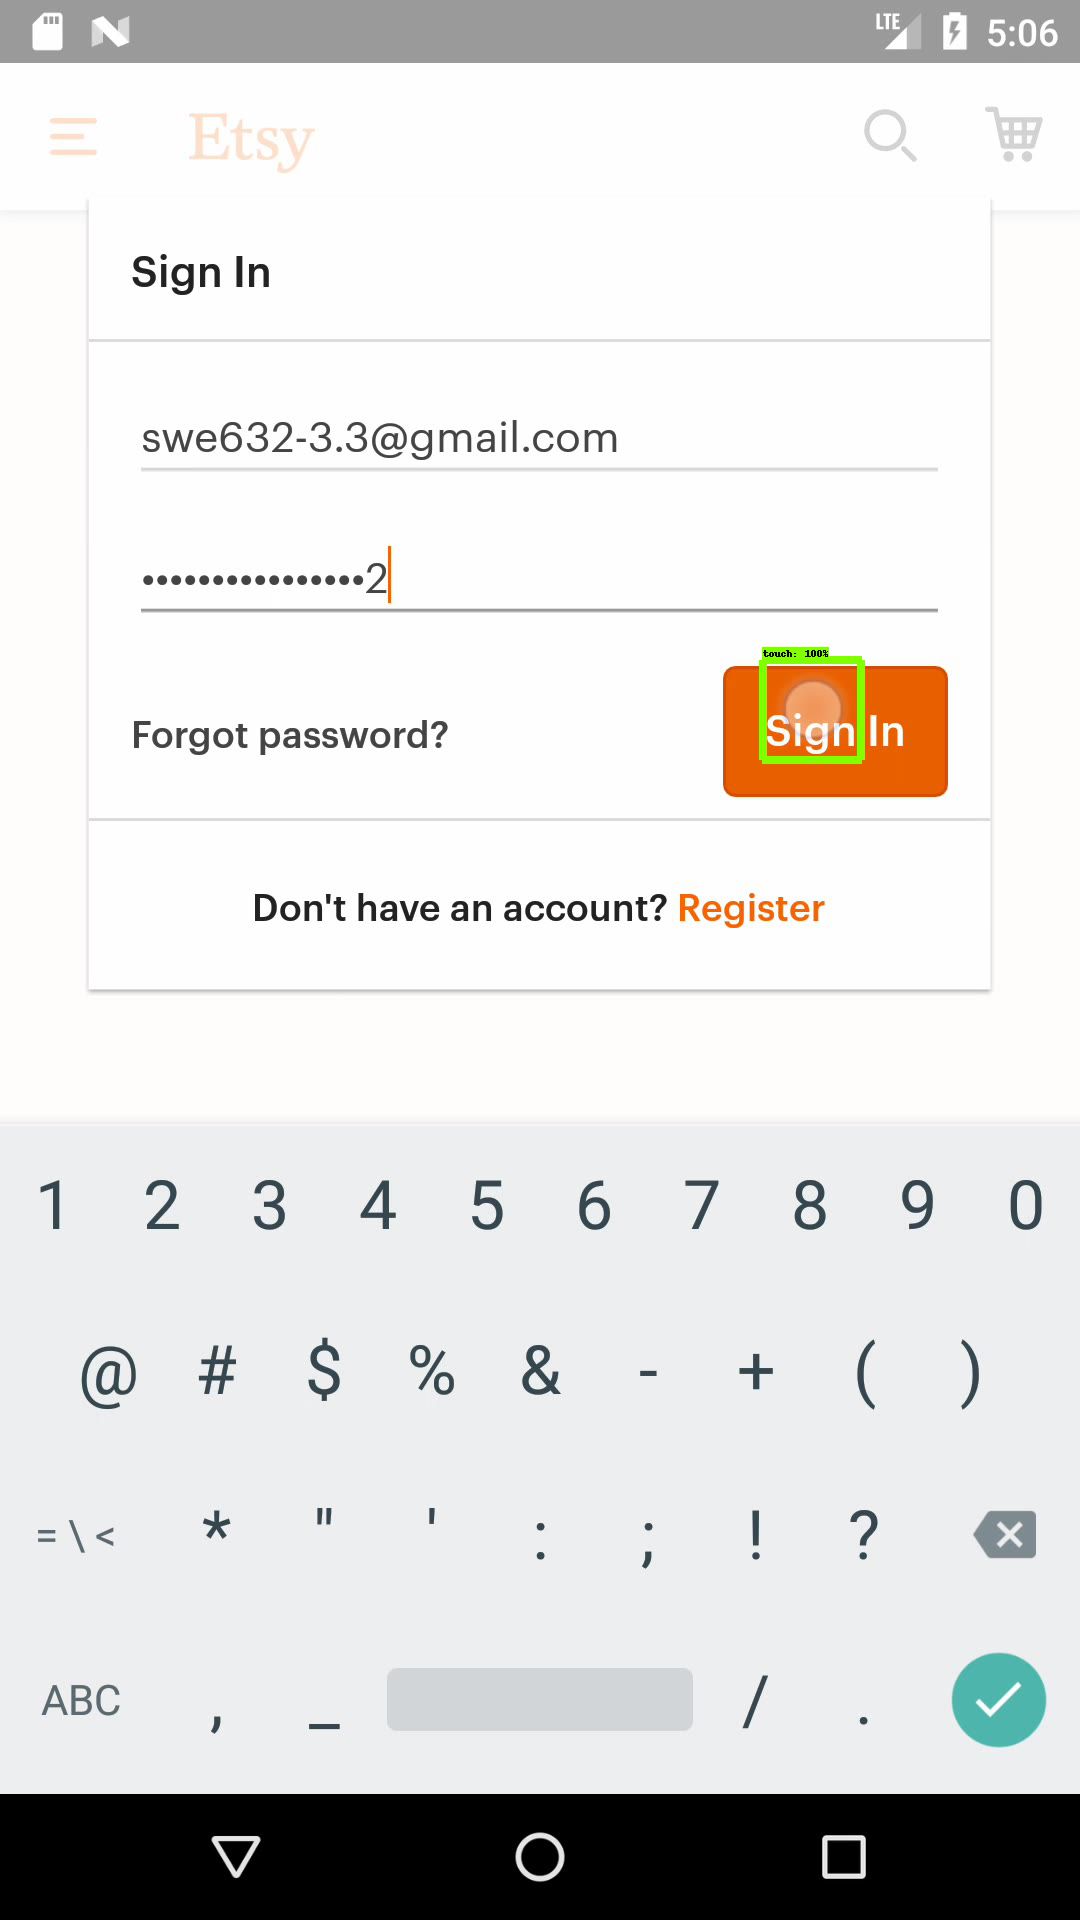 LTE 5:06
Etsy
Sign In
swe632-3.3@gmail.com
••••••••••••••••2
touch: 100%
Forgot password? Sign In
Don't have an account? Register
1 2 3 4 5 6 7 8 9 0
@ # $ % & - + ( )
= \ < * " ' : ; ! ?
ABC , _ / .